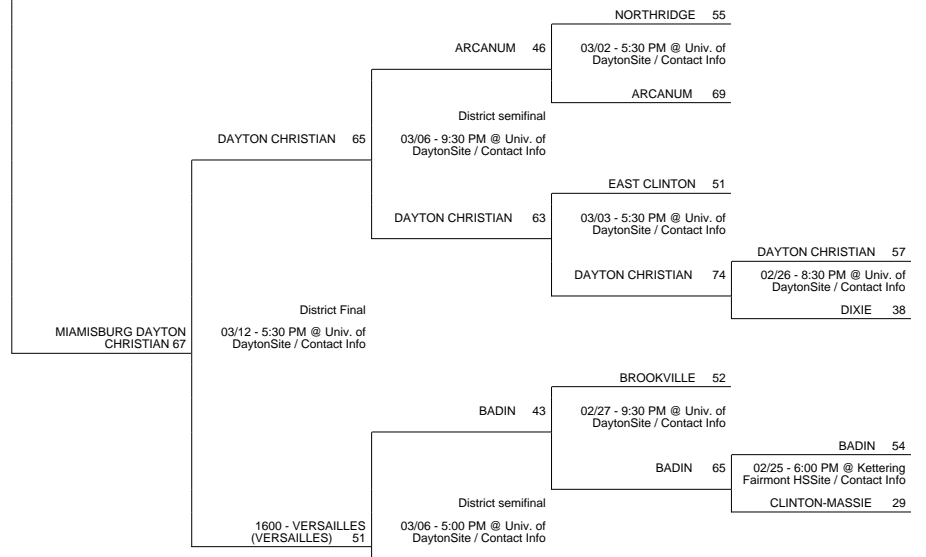 NORTHRIDGE 55
ARCANUM 46
03/02 - 5:30 PM @ Univ. of
DaytonSite / Contact Info
ARCANUM 69
District semifinal
DAYTON CHRISTIAN 65
03/06 - 9:30 PM @ Univ. of
DaytonSite / Contact Info
EAST CLINTON 51
DAYTON CHRISTIAN 63
03/03 - 5:30 PM @ Univ. of
DaytonSite / Contact Info
DAYTON CHRISTIAN 57
DAYTON CHRISTIAN 74
02/26 - 8:30 PM @ Univ. of
DaytonSite / Contact Info
DIXIE 38
District Final
MIAMISBURG DAYTON
CHRISTIAN 67
03/12 - 5:30 PM @ Univ. of
DaytonSite / Contact Info
BROOKVILLE 52
BADIN 43
02/27 - 9:30 PM @ Univ. of
DaytonSite / Contact Info
BADIN 54
BADIN 65
02/25 - 6:00 PM @ Kettering
Fairmont HSSite / Contact Info
CLINTON-MASSIE 29
District semifinal
1600 - VERSAILLES
(VERSAILLES) 51
03/06 - 5:00 PM @ Univ. of
DaytonSite / Contact Info